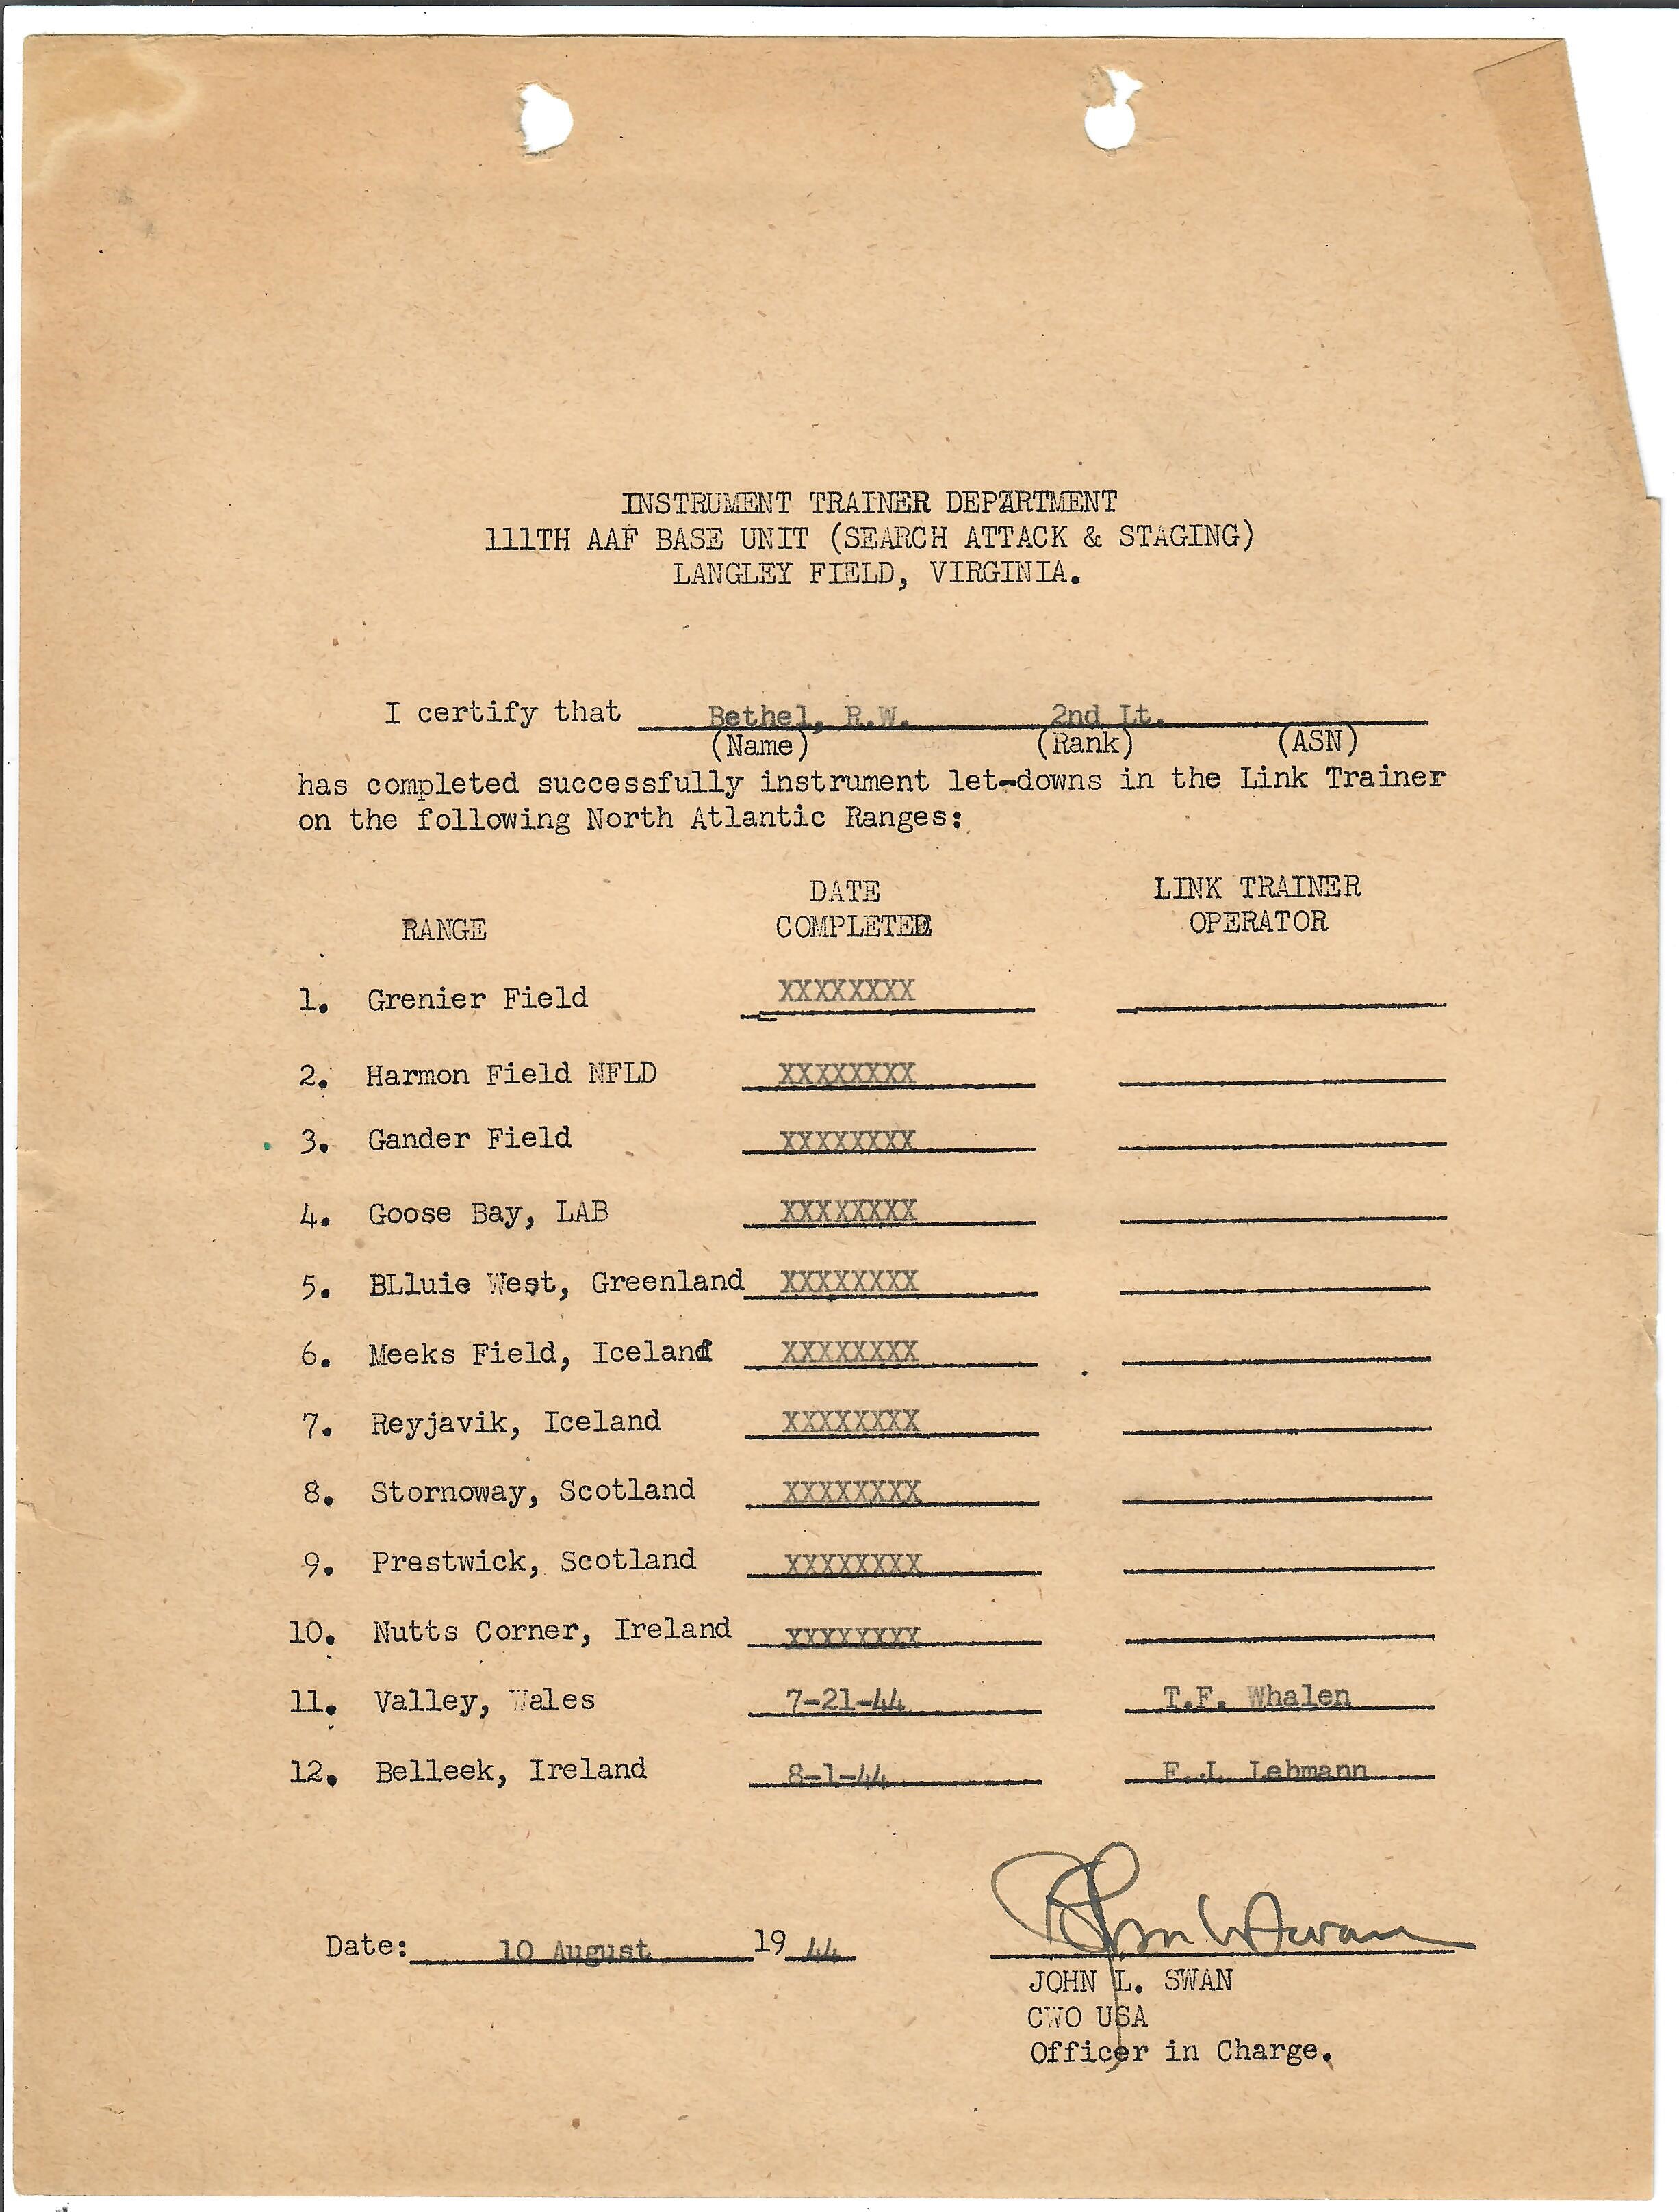 INSTRUMENT TRAINER DEPARTMENT
111TH AAF BASE UNIT (SEARCH ATTACK & STAGING)
LANGLEY FIELD, VIRGINIA.
I certify that Bethel, R.W. 2nd Lt.
(Name) (Rank) (ASN)
has completed successfully instrument let-downs in the Link Trainer
on the following North Atlantic Ranges:
DATE LINK TRAINER
RANGE COMPLETED OPERATOR
1. Grenier Field XXXXXXXX
2. Harmon Field NFLD XXXXXXXX
3. Gander Field XXXXXXXX
4. Goose Bay, LAB XXXXXXXX
5. BLluie West, Greenland XXXXXXXX
6. Meeks Field, Iceland XXXXXXXX
7. Reyjavik, Iceland XXXXXXXX
8. Stornoway, Scotland XXXXXXXX
9. Prestwick, Scotland XXXXXXXX
10. Nutts Corner, Ireland XXXXXXXX
11. Valley, Wales 7-21-44 T.F. Whalen
12. Belleek, Ireland 8-1-44 Lehmann
John L Swan
Date: 10 August 19 44
JOHN L. SWAN
CWO USA
Officer in Charge.